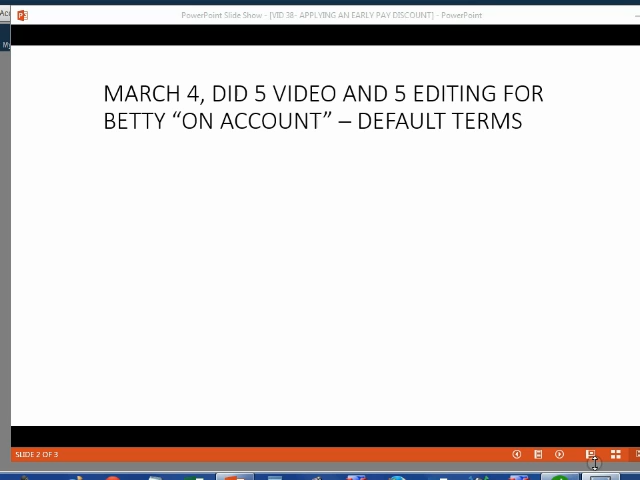 PowerPoint Slide Show - [VID 38- APPLYING AN EARLY PAY DISCOUNT] - PowerPoint
MARCH 4, DID 5 VIDEO AND 5 EDITING FOR
BETTY “ON ACCOUNT” – DEFAULT TERMS
SLIDE 2 OF 3